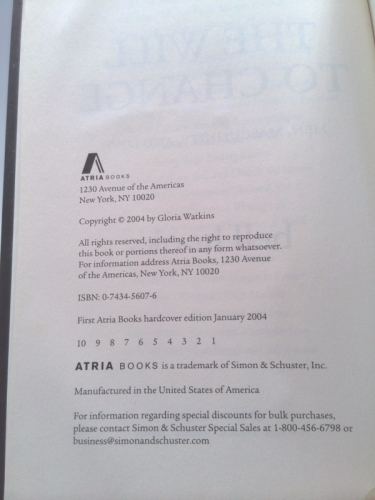 THE WILL
TO CHANGE
ATRIA BOOKS
1230 Avenue of the Americas
New York, NY 10020
Copyright © 2004 by Gloria Watkins
All rights reserved, including the right to reproduce
this book or portions thereof in any form whatsoever.
For information address Atria Books, 1230 Avenue
of the Americas, New York, NY 10020
ISBN: 0-7434-5607-6
First Atria Books hardcover edition January 2004
10 9 8 7 6 5 4 3 2 1
ATRIA BOOKS is a trademark of Simon & Schuster, Inc.
Manufactured in the United States of America
For information regarding special discounts for bulk purchases,
please contact Simon & Schuster Special Sales at 1-800-456-6798 or
business@simonandschuster.com